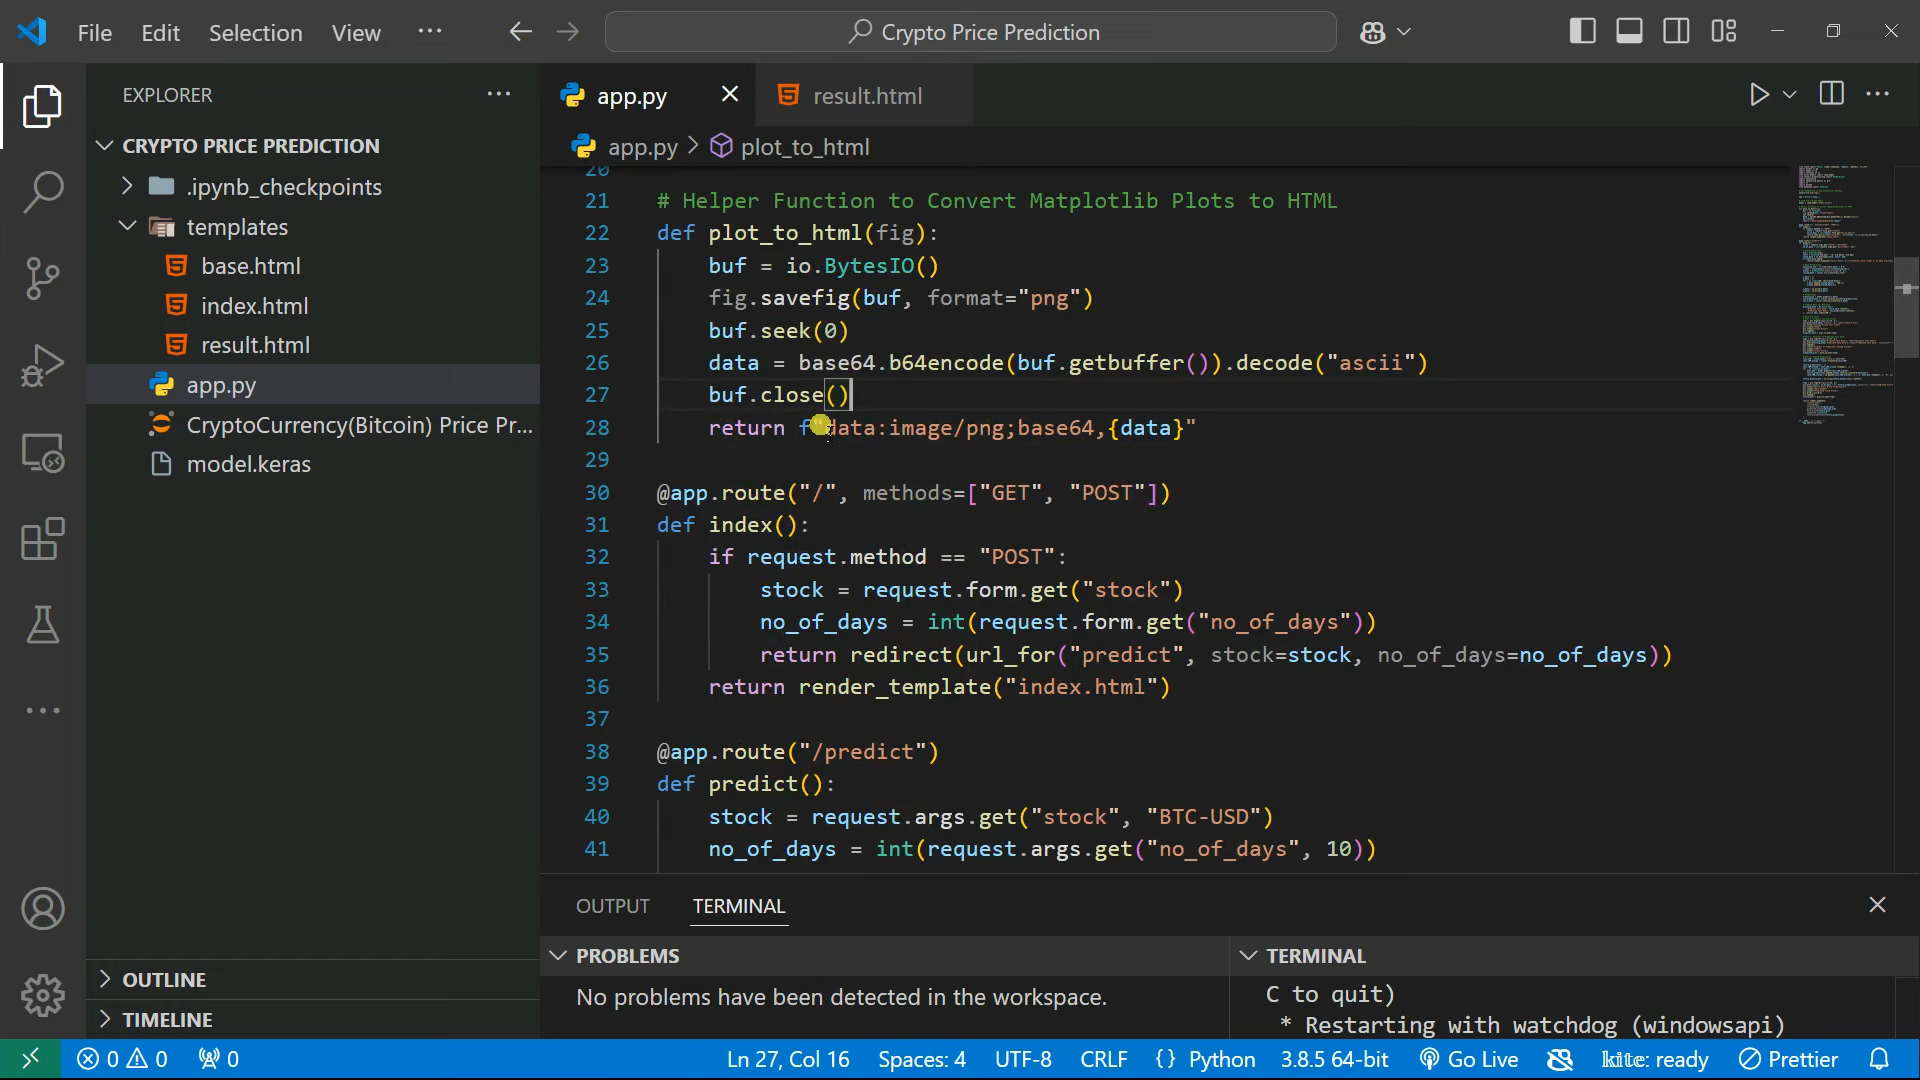 File Edit Selection View ···
Crypto Price Prediction
EXPLORER
CRYPTO PRICE PREDICTION
.ipynb_checkpoints
templates
base.html
index.html
result.html
app.py
CryptoCurrency(Bitcoin) Price Pr...
model.keras
OUTLINE
TIMELINE
app.py
result.html
app.py > plot_to_html
20
21 # Helper Function to Convert Matplotlib Plots to HTML
22 def plot_to_html(fig):
23 buf = io.BytesIO()
24 fig.savefig(buf, format="png")
25 buf.seek(0)
26 data = base64.b64encode(buf.getbuffer()).decode("ascii")
27 buf.close()
28 return f"data:image/png;base64,{data}"
29
30 @app.route("/", methods=["GET", "POST"])
31 def index():
32 if request.method == "POST":
33 stock = request.form.get("stock")
34 no_of_days = int(request.form.get("no_of_days"))
35 return redirect(url_for("predict", stock=stock, no_of_days=no_of_days))
36 return render_template("index.html")
37
38 @app.route("/predict")
39 def predict():
40 stock = request.args.get("stock", "BTC-USD")
41 no_of_days = int(request.args.get("no_of_days", 10))
OUTPUT TERMINAL
PROBLEMS
No problems have been detected in the workspace.
TERMINAL
C to quit)
* Restarting with watchdog (windowsapi)
0 0 0 Ln 27, Col 16 Spaces: 4 UTF-8 CRLF {} Python 3.8.5 64-bit Go Live kite: ready Prettier